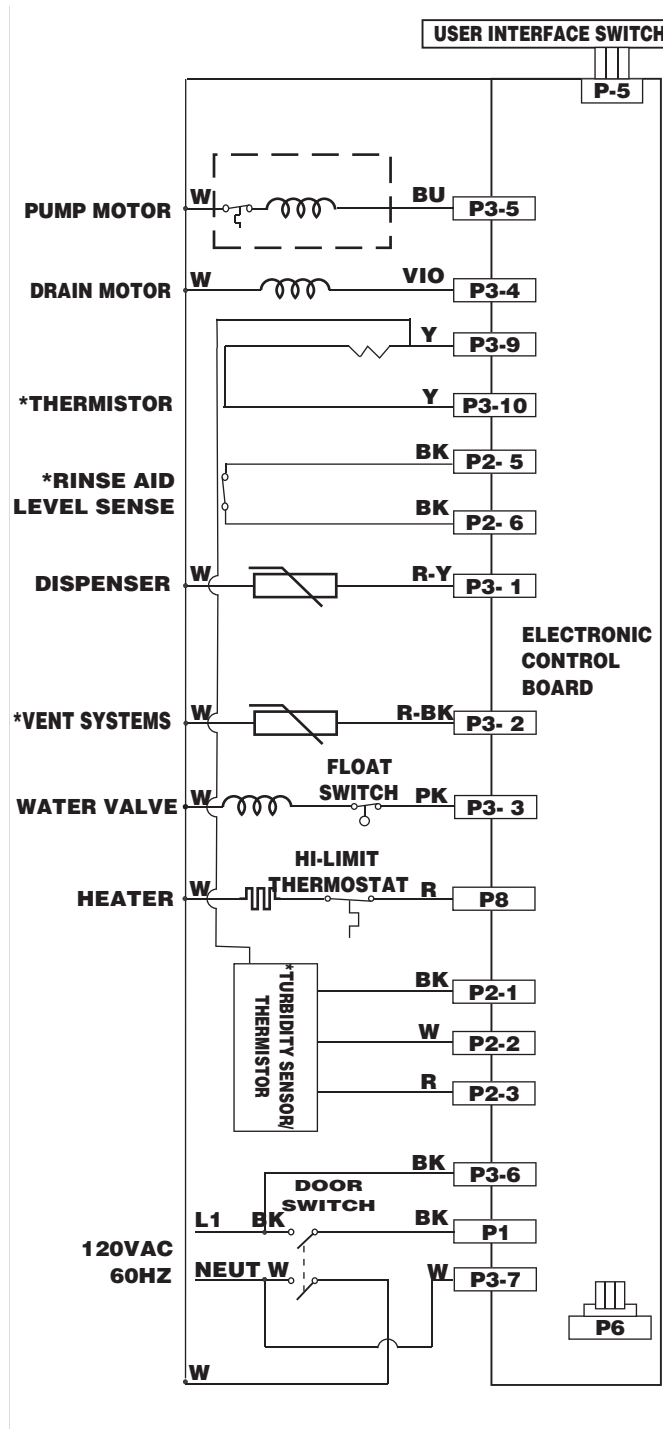 USER INTERFACE SWITCH
P-5
PUMP MOTOR
W
BU
P3-5
DRAIN MOTOR
W
VIO
P3-4
Y
P3-9
*THERMISTOR
Y
P3-10
BK
P2- 5
*RINSE AID
LEVEL SENSE
BK
P2- 6
DISPENSER
W
R-Y
P3- 1
ELECTRONIC
CONTROL
BOARD
*VENT SYSTEMS
W
R-BK
P3- 2
FLOAT
SWITCH
WATER VALVE
W
PK
P3- 3
HI-LIMIT
THERMOSTAT
HEATER
W
R
P8
*TURBIDITY SENSOR/
THERMISTOR
BK
P2-1
W
P2-2
R
P2-3
BK
P3-6
DOOR
SWITCH
L1
BK
BK
P1
120VAC
60HZ
NEUT W
W
P3-7
P6
W